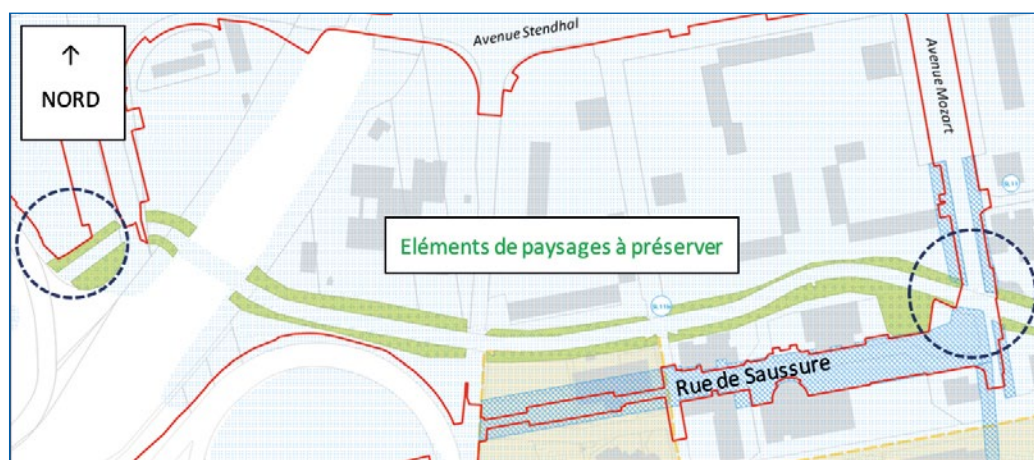 ↑
NORD
Avenue Stendhal
Avenue Mozart
Eléments de paysages à préserver
Rue de Saussure